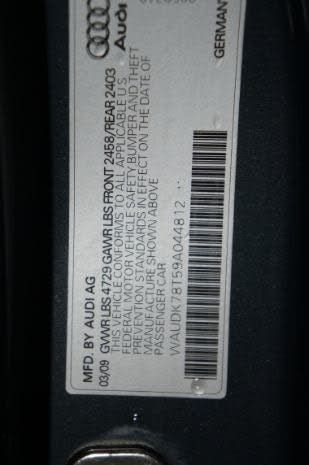 Audi
GERMAN
MFD. BY AUDI AG
03/09 GVWR LBS 4729 GAWR LBS FRONT 2458/REAR 2403
THIS VEHICLE CONFORMS TO ALL APPLICABLE U.S.
FEDERAL MOTOR VEHICLE SAFETY BUMPER AND THEFT
PREVENTION STANDARDS IN EFFECT ON THE DATE OF
MANUFACTURE SHOWN ABOVE
PASSENGER CAR
WAUDK78T59A044812